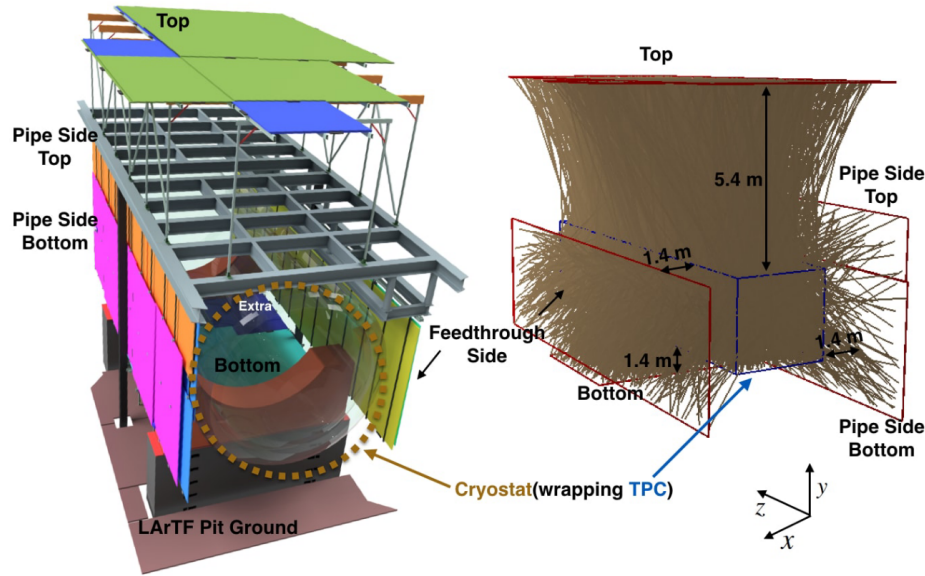 Top
Pipe Side
Top
Pipe Side
Bottom
Extra
Bottom
Feedthrough
Side
Cryostat(wrapping TPC)
LArTF Pit Ground
Top
5.4 m
Pipe Side
Top
1.4 m
1.4 m
1.4 m
Bottom
Pipe Side
Bottom
y
z
x